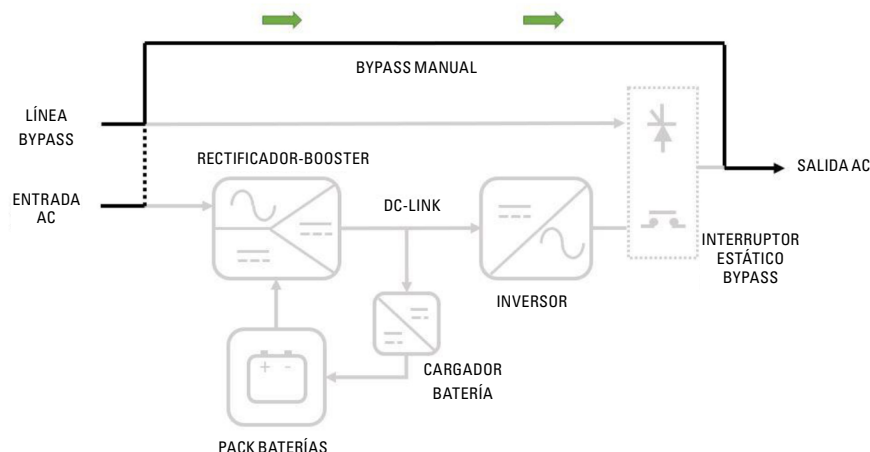 BYPASS MANUAL
LÍNEA
BYPASS
RECTIFICADOR-BOOSTER
SALIDA AC
ENTRADA
AC
DC-LINK
INTERRUPTOR
ESTÁTICO
BYPASS
INVERSOR
+ -
CARGADOR
BATERÍA
PACK BATERÍAS